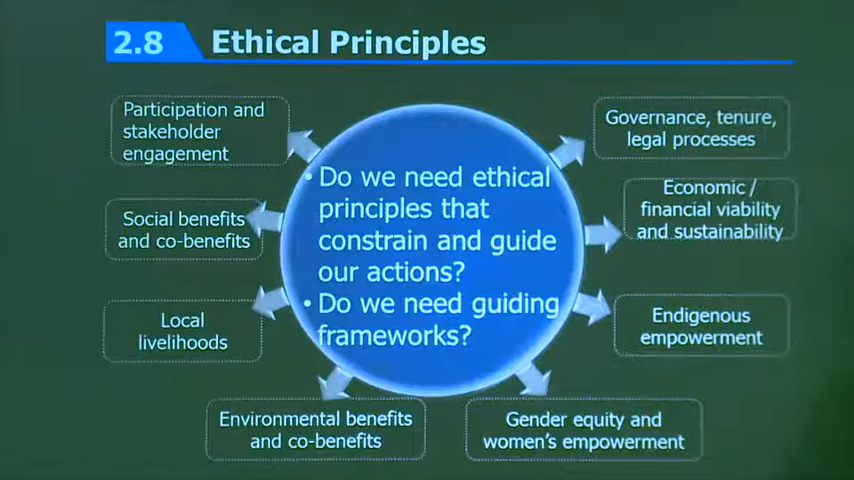 2.8 Ethical Principles
Participation and
stakeholder
engagement
Social benefits
and co-benefits
Local
livelihoods
Environmental benefits
and co-benefits
• Do we need ethical
principles that
constrain and guide
our actions?
• Do we need guiding
frameworks?
Governance, tenure,
legal processes
Economic /
financial viability
and sustainability
Endigenous
empowerment
Gender equity and
women's empowerment